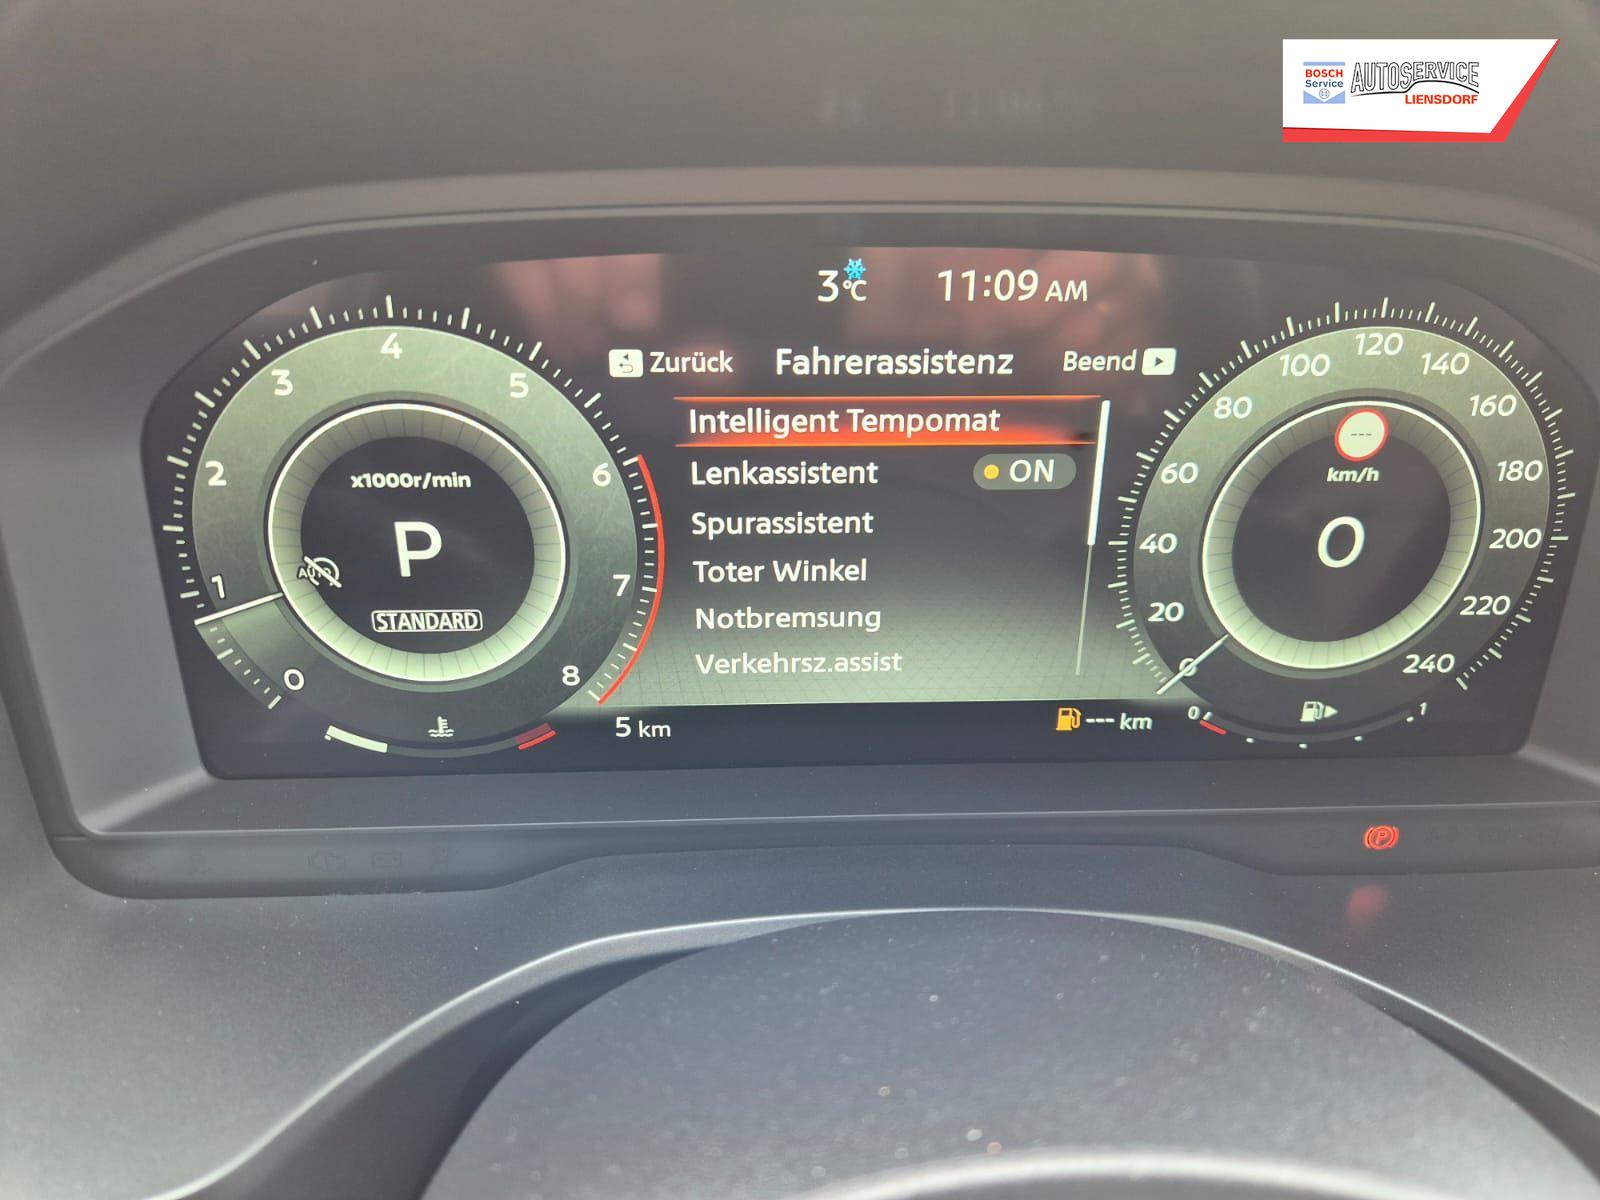 BOSCH
Service
AUTOSERVICE
LIENSDORF
3°C 11:09 AM
Zurück Fahrerassistenz Beend
Intelligent Tempomat
Lenkassistent ON
Spurassistent
Toter Winkel
Notbremsung
Verkehrsz.assist
0 1 2 3 4 5 6 7 8
x1000r/min
P
AUTO
STANDARD
0 20 40 60 80 100 120 140 160 180 200 220 240
---
km/h
0
5 km
--- km
0 1
P